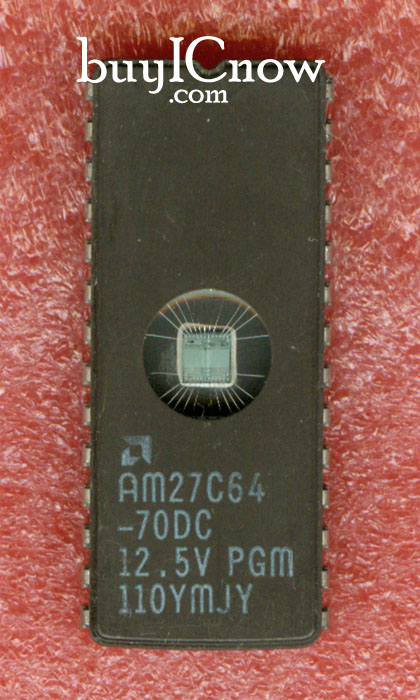 buyICnow
.com
AM27C64
-70DC
12.5V PGM
110YMJY